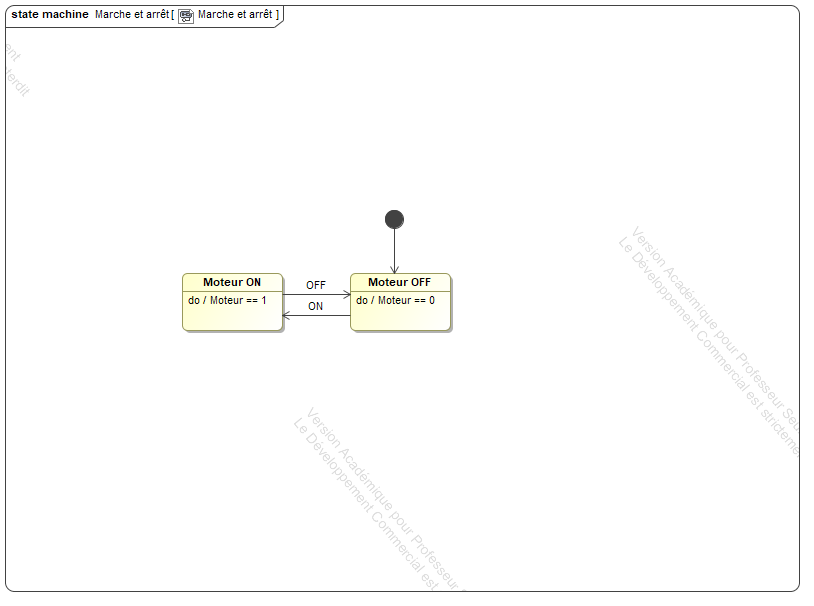 state machine Marche et arrêt [ Marche et arrêt ]
ent
terdit
Moteur ON
do / Moteur == 1
OFF
ON
Moteur OFF
do / Moteur == 0
Version Académique pour Professeur Seu
Le Développement Commercial est stricteme
Version Académique pour Professeur
Le Développement Commercial est